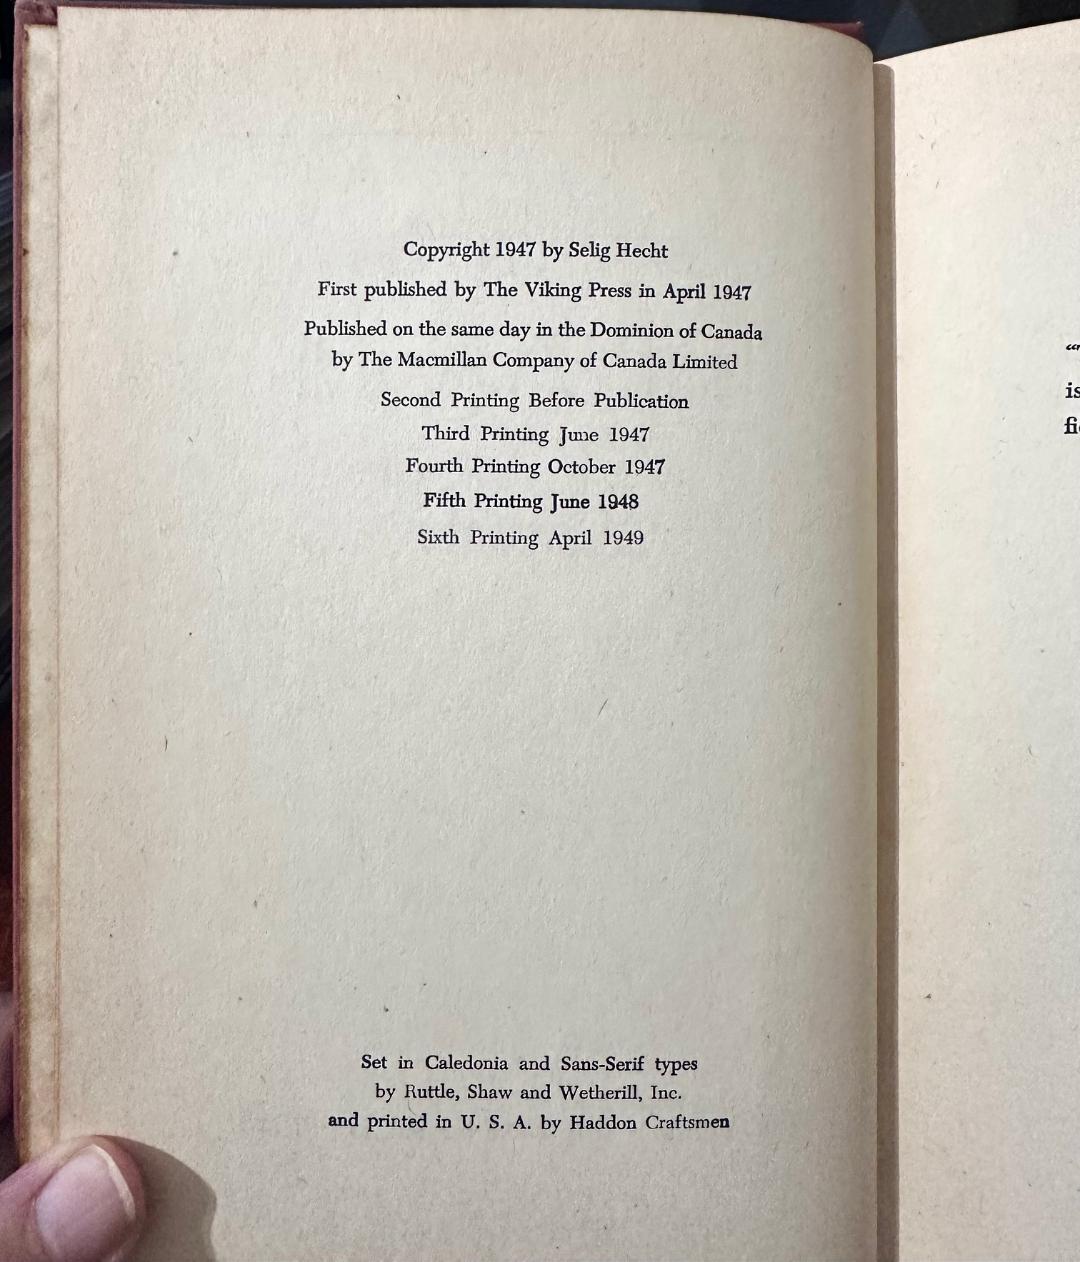 Copyright 1947 by Selig Hecht
First published by The Viking Press in April 1947
Published on the same day in the Dominion of Canada
by The Macmillan Company of Canada Limited
Second Printing Before Publication
Third Printing June 1947
Fourth Printing October 1947
Fifth Printing June 1948
Sixth Printing April 1949
Set in Caledonia and Sans-Serif types
by Ruttle, Shaw and Wetherill, Inc.
and printed in U. S. A. by Haddon Craftsmen
is